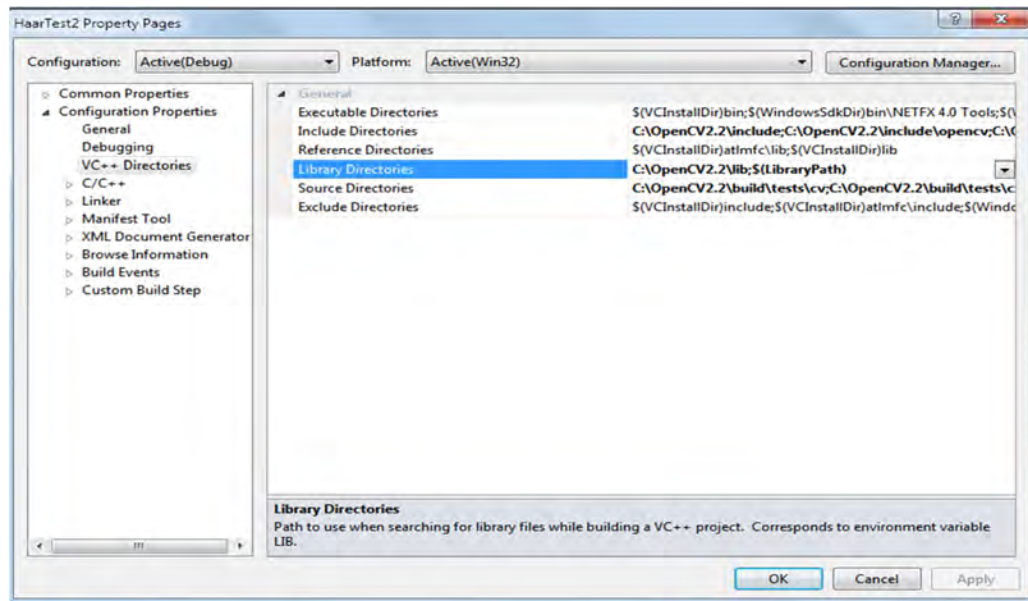 HaarTest2 Property Pages
Configuration: Active(Debug) Platform: Active(Win32) Configuration Manager...
Common Properties
Configuration Properties
General
Debugging
VC++ Directories
C/C++
Linker
Manifest Tool
XML Document Generator
Browse Information
Build Events
Custom Build Step
General
Executable Directories $(VCInstallDir)bin;$(WindowsSdkDir)bin\NETFX 4.0 Tools;$(\
Include Directories C:\OpenCV2.2\include;C:\OpenCV2.2\include\opencv;C:\
Reference Directories $(VCInstallDir)atlmfc\lib;$(VCInstallDir)lib
Library Directories C:\OpenCV2.2\lib;$(LibraryPath)
Source Directories C:\OpenCV2.2\build\tests\cv;C:\OpenCV2.2\build\tests\c
Exclude Directories $(VCInstallDir)include;$(VCInstallDir)atlmfc\include;$(Windo
Library Directories
Path to use when searching for library files while building a VC++ project. Corresponds to environment variable
LIB.
OK Cancel Apply